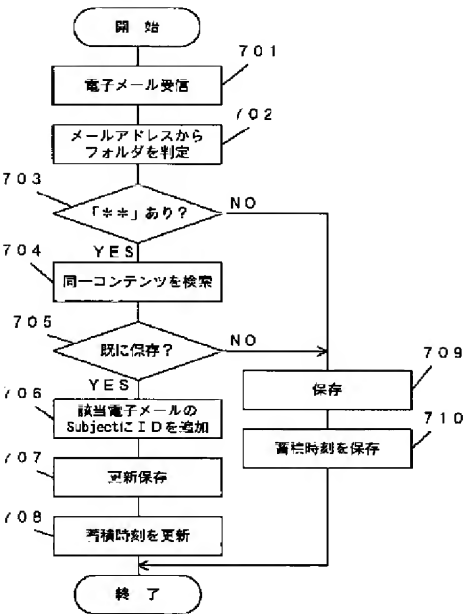 開 始
701
電子メール受信
702
メールアドレスから
フォルダを判定
703
「**」あり?
NO
YES
704
同一コンテンツを検索
705
既に保存?
NO
YES
709
保存
706
該当電子メールの
SubjectにIDを追加
710
蓄積時刻を保存
707
更新保存
708
蓄積時刻を更新
終 了